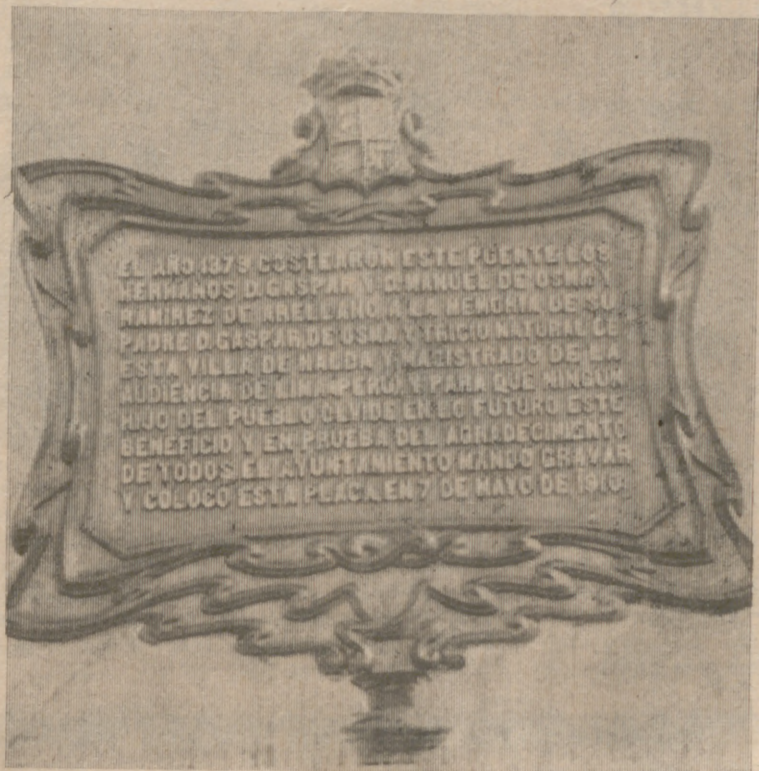 EL AÑO 1879 COSTEARON ESTE PUENTE LOS
HERMANOS D. GASPAR Y D. MANUEL DE OSMA Y
RAMIREZ DE ARELLANO A LA MEMORIA DE SU
PADRE D. GASPAR DE OSMA Y TRICIO NATURAL DE
ESTA VILLA DE NALDA Y MAGISTRADO DE LA
AUDIENCIA DE LIMA (PERU) Y PARA QUE NINGUN
HIJO DEL PUEBLO OLVIDE EN LO FUTURO ESTE
BENEFICIO Y EN PRUEBA DEL AGRADECIMIENTO
DE TODOS EL AYUNTAMIENTO MANDO GRAVAR
Y COLOCO ESTA PLACA EN 7 DE MAYO DE